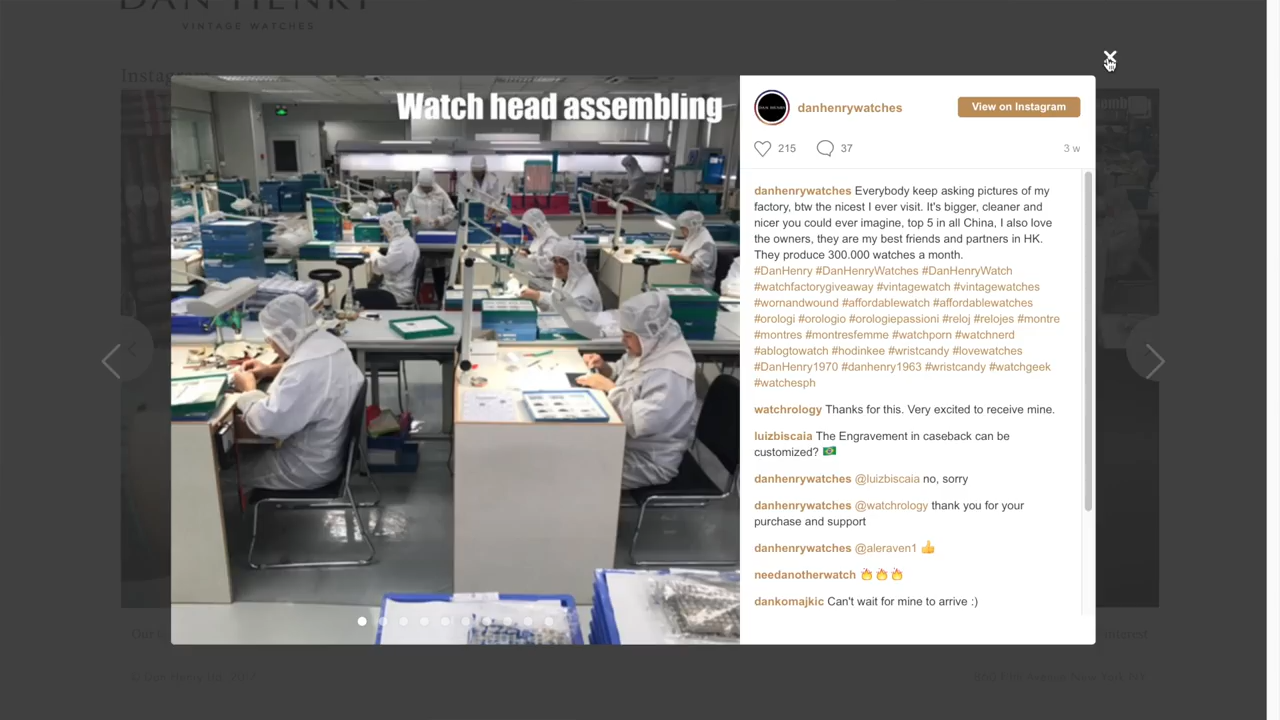 DAN HENRY
VINTAGE WATCHES
Instagram
Watch head assembling
danhenrywatches
View on Instagram
215
37
3 w
danhenrywatches Everybody keep asking pictures of my
factory, btw the nicest I ever visit. It's bigger, cleaner and
nicer you could ever imagine, top 5 in all China, I also love
the owners, they are my best friends and partners in HK.
They produce 300.000 watches a month.
#DanHenry #DanHenryWatches #DanHenryWatch
#watchfactorygiveaway #vintagewatch #vintagewatches
#wornandwound #affordablewatch #affordablewatches
#orologi #orologio #orologiepassioni #reloj #relojes #montre
#montres #montresfemme #watchporn #watchnerd
#ablogtowatch #hodinkee #wristcandy #lovewatches
#DanHenry1970 #danhenry1963 #wristcandy #watchgeek
#watchesph
watchrology Thanks for this. Very excited to receive mine.
luizbiscaia The Engravement in caseback can be
customized? 🇧🇷
danhenrywatches @luizbiscaia no, sorry
danhenrywatches @watchrology thank you for your
purchase and support
danhenrywatches @aleraven1 👍
needanotherwatch 🔥🔥🔥
dankomajkic Can't wait for mine to arrive :)